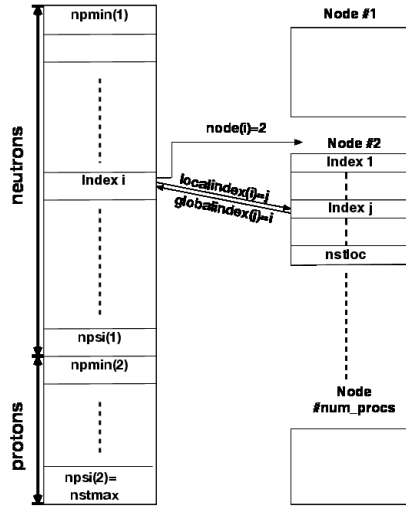 neutrons
protons
npmin(1)
Index i
npsi(1)
npmin(2)
npsi(2)=
nstmax
node(i)=2
localindex(i)=j
globalindex(j)=i
Node #1
Node #2
Index 1
Index j
nstloc
Node
#num_procs